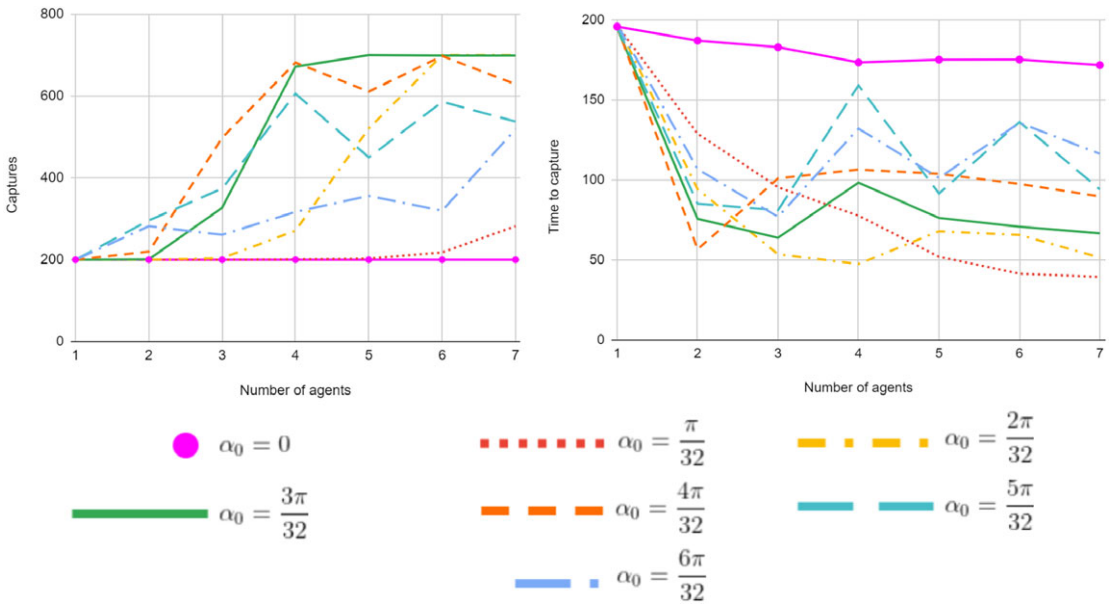 800
600
400
200
0
Captures
1 2 3 4 5 6 7
Number of agents
200
150
100
50
0
Time to capture
1 2 3 4 5 6 7
Number of agents
α₀ = 0
α₀ = π/32
α₀ = 2π/32
α₀ = 3π/32
α₀ = 4π/32
α₀ = 5π/32
α₀ = 6π/32